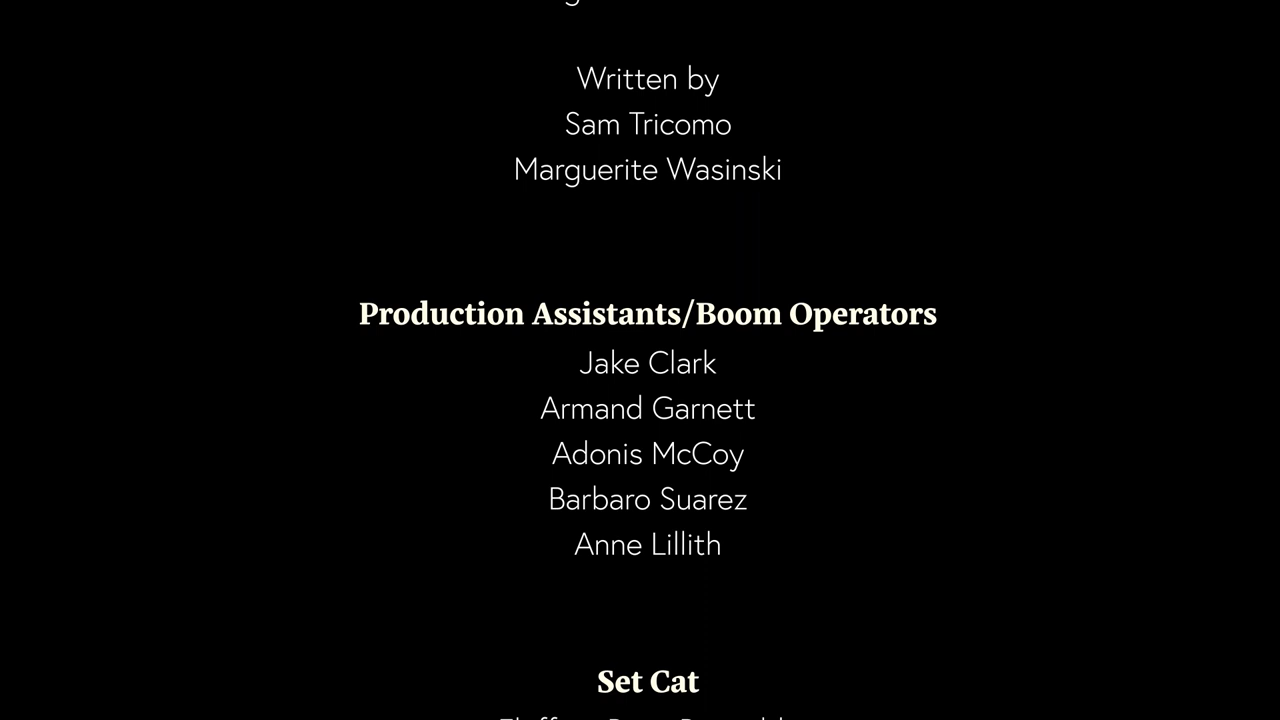 Written by
Sam Tricomo
Marguerite Wasinski
Production Assistants/Boom Operators
Jake Clark
Armand Garnett
Adonis McCoy
Barbaro Suarez
Anne Lillith
Set Cat